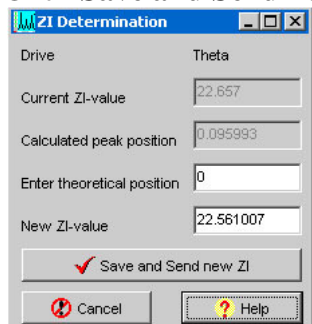 ZI Determination
Drive Theta
Current ZI-value 22.657
Calculated peak position 0.095993
Enter theoretical position 0
New ZI-value 22.561007
Save and Send new ZI
Cancel Help